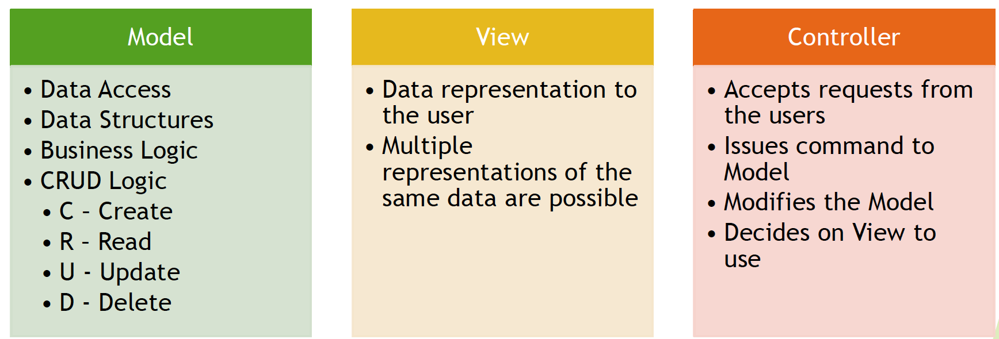 Model
• Data Access
• Data Structures
• Business Logic
• CRUD Logic
• C – Create
• R – Read
• U - Update
• D - Delete
View
• Data representation to
the user
• Multiple
representations of the
same data are possible
Controller
• Accepts requests from
the users
• Issues command to
Model
• Modifies the Model
• Decides on View to
use